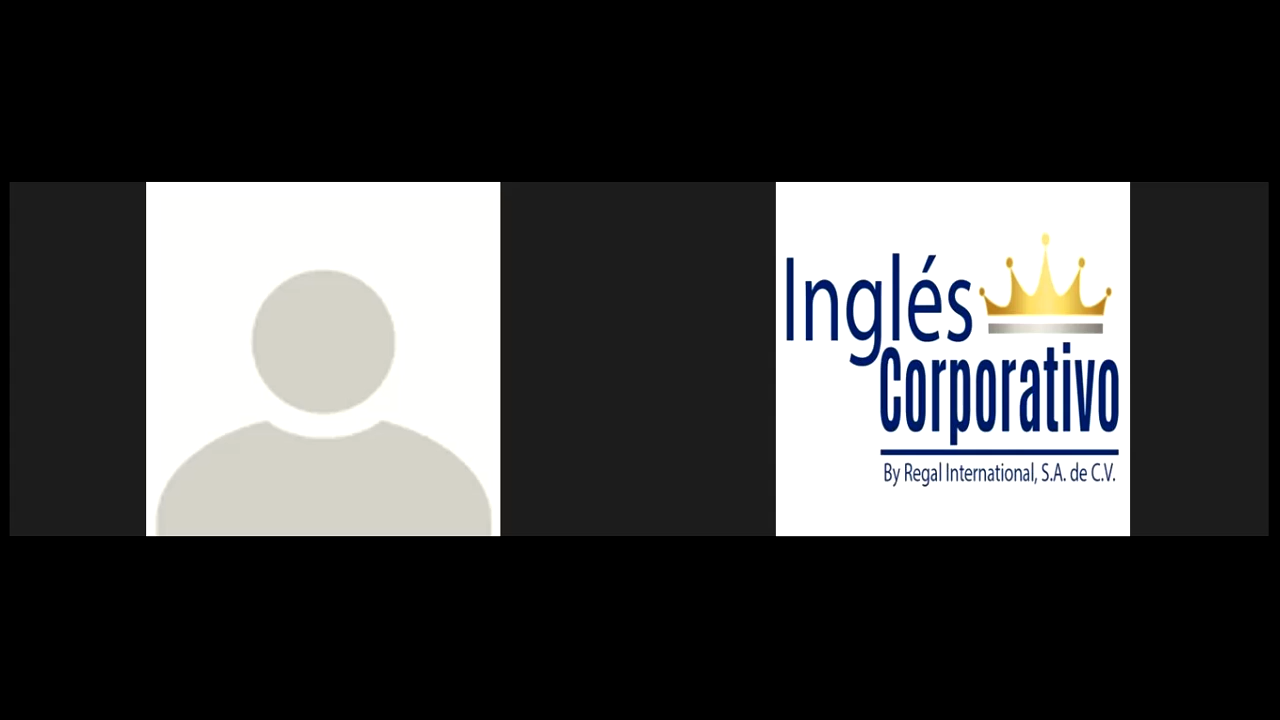 Inglés
Corporativo
By Regal International, S.A. de C.V.